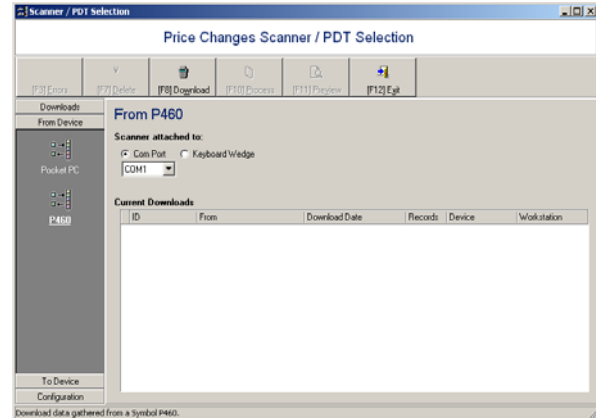 Scanner / PDT Selection
Price Changes Scanner / PDT Selection
[F3] Errors [F7] Delete [F8] Download [F10] Process [F11] Preview [F12] Exit
Downloads
From Device
From P460
Scanner attached to:
Com Port Keyboard Wedge
COM1
Pocket PC
P460
Current Downloads
ID From Download Date Records Device Workstation
To Device
Configuration
Download data gathered from a Symbol P460.